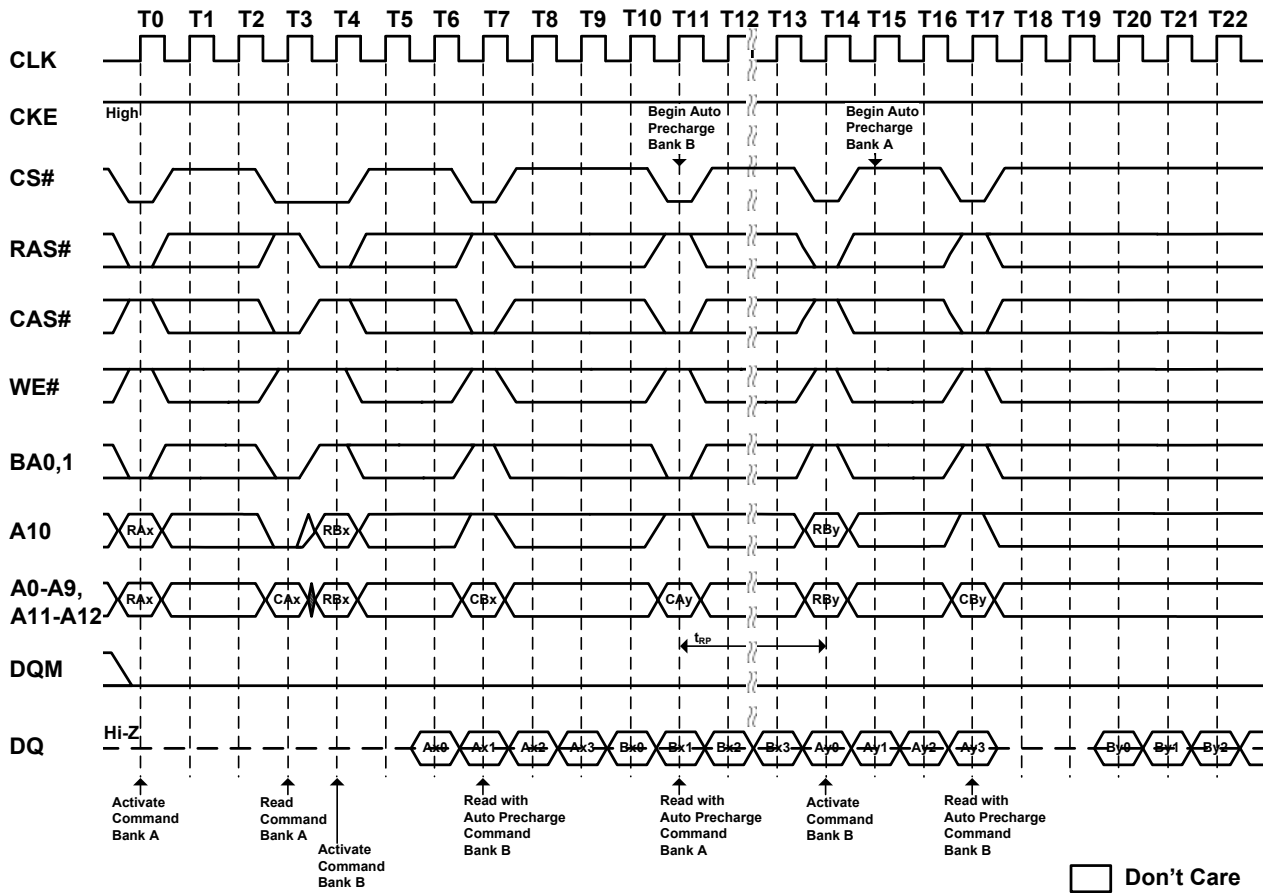 T0 T1 T2 T3 T4 T5 T6 T7 T8 T9 T10 T11 T12 T13 T14 T15 T16 T17 T18 T19 T20 T21 T22
CLK
CKE
High
Begin Auto
Precharge
Bank B
Begin Auto
Precharge
Bank A
CS#
RAS#
CAS#
WE#
BA0,1
A10
RAx RBx RBy
A0-A9,
A11-A12
RAx CAx RBx CBx CAy RBy CBy
tRP
DQM
DQ
Hi-Z
Ax0 Ax1 Ax2 Ax3 Bx0 Bx1 Bx2 Bx3 Ay0 Ay1 Ay2 Ay3 By0 By1 By2
Activate
Command
Bank A
Read
Command
Bank A
Activate
Command
Bank B
Read with
Auto Precharge
Command
Bank B
Read with
Auto Precharge
Command
Bank A
Activate
Command
Bank B
Read with
Auto Precharge
Command
Bank B
Don't Care